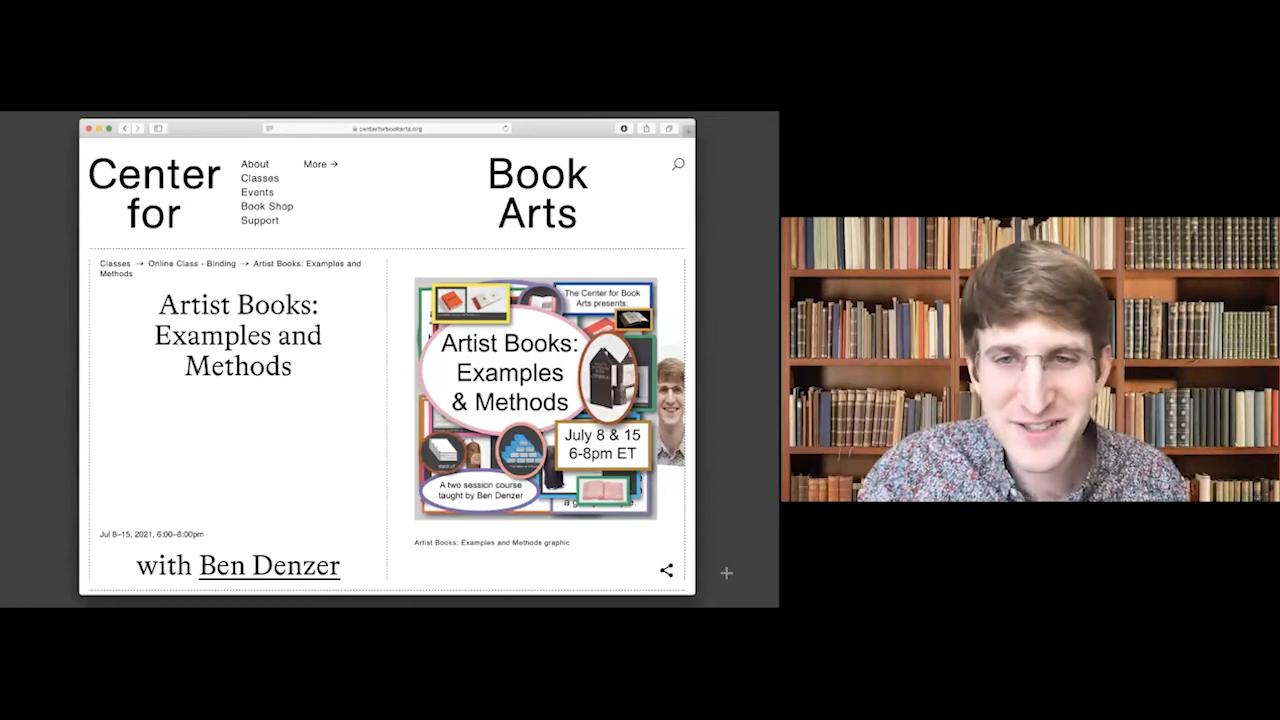 centerforbookarts.org
Center
for
About
Classes
Events
Book Shop
Support
More →
Book
Arts
Classes → Online Class - Binding → Artist Books: Examples and
Methods
Artist Books:
Examples and
Methods
Jul 8–15, 2021, 6:00–8:00pm
with Ben Denzer
The Center for Book
Arts presents:
Artist Books:
Examples
& Methods
July 8 & 15
6-8pm ET
A two session course
taught by Ben Denzer
Artist Books: Examples and Methods graphic